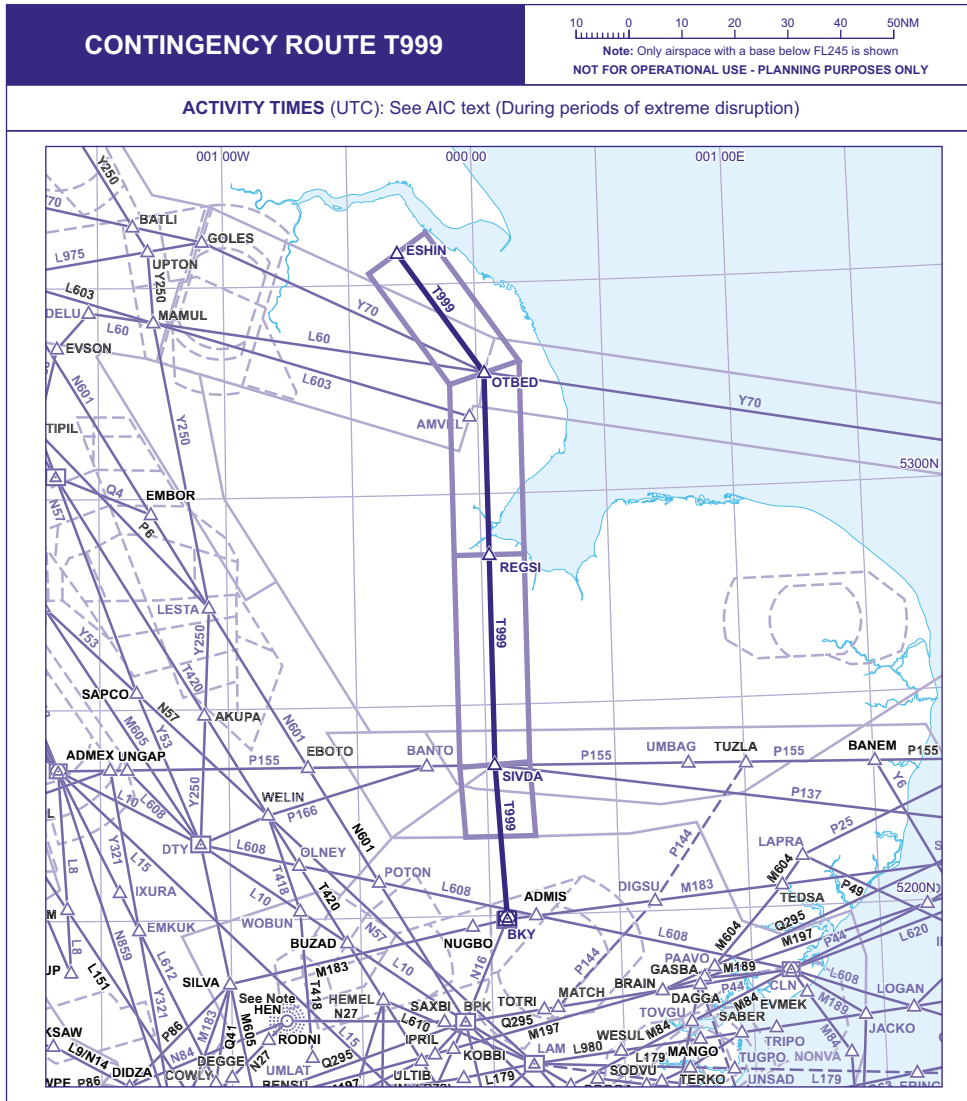 CONTINGENCY ROUTE T999
10 0 10 20 30 40 50NM
Note: Only airspace with a base below FL245 is shown
NOT FOR OPERATIONAL USE - PLANNING PURPOSES ONLY
ACTIVITY TIMES (UTC): See AIC text (During periods of extreme disruption)
001 00W
000 00
001 00E
Y250
BATLI
GOLES
UPTON
L975
Y250
L603
DELU
L60
MAMUL
EVSON
ESHIN
T999
Y70
L60
L603
OTBED
AMVEL
Y70
5300N
N601
TIPIL
Y250
Q4
EMBOR
N57
P6
REGSI
LESTA
Y250
T999
Y53
T420
SAPCO
N57
AKUPA
M605
Y53
N601
ADMEX
UNGAP
P155
EBOTO
BANTO
SIVDA
P155
UMBAG
TUZLA
P155
BANEM
P155
Y6
P137
L10
L608
Y250
WELIN
P166
T999
N601
P25
Y321
DTY
L608
OLNEY
P144
LAPRA
L8
L15
T418
POTON
M604
IXURA
L10
T420
L608
ADMIS
DIGSU
M183
TEDSA
P49
5200N
WOBUN
EMKUK
BUZAD
N57
NUGBO
BKY
L608
M604
Q295
M197
P44
L620
L8
N859
L612
L10
M183
N16
P144
PAAVO
GASBA
M189
CLN
L608
L151
SILVA
T418
BRAIN
DAGGA
P44
EVMEK
LOGAN
Y321
See Note
HEN
HEMEL
N27
SAXBI
BPK
TOTRI
MATCH
M84
SABER
M189
KSAW
P86
M183
Q41
M605
RODNI
L15
L610
Q295
M197
TOVGU
WESUL
M84
TRIPO
M84
JACKO
L9/N14
N84
DEGGE
N27
UMLAT
Q295
IPRIL
KOBBI
LAM
L980
MANGO
TUGPO
NONVA
P86
DIDZA
COWLY
ULTIB
L179
SODVU
L179
TERKO
UNSAD
L179